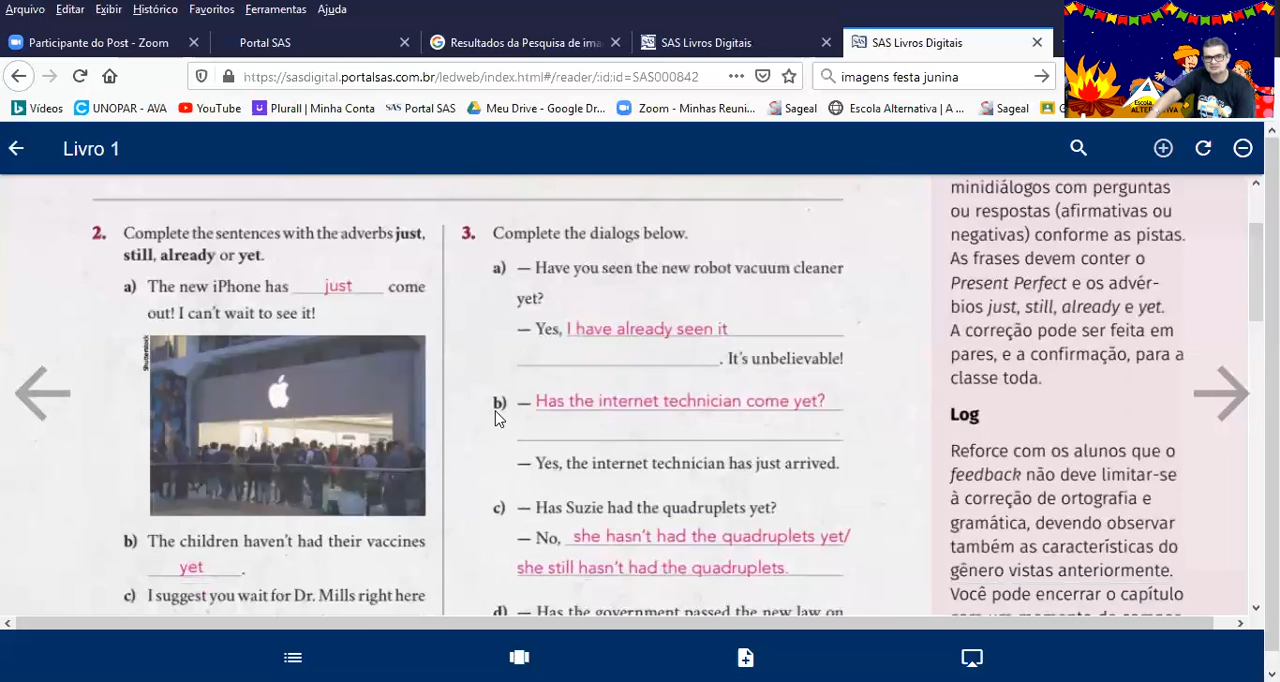 Arquivo Editar Exibir Histórico Favoritos Ferramentas Ajuda
Participante do Post - Zoom
Portal SAS
Resultados da Pesquisa de ima
SAS Livros Digitais
SAS Livros Digitais
https://sasdigital.portalsas.com.br/ledweb/index.html#/reader/:id:id=SAS000842
imagens festa junina
Vídeos
UNOPAR - AVA
YouTube
Plurall | Minha Conta
SAS Portal SAS
Meu Drive - Google Dr...
Zoom - Minhas Reuni...
Sageal
Escola Alternativa | A ...
Sageal
Escola
Livro 1
2. Complete the sentences with the adverbs just,
still, already or yet.
a) The new iPhone has just come
out! I can't wait to see it!
Shutterstock
b) The children haven't had their vaccines
yet.
c) I suggest you wait for Dr. Mills right here
3. Complete the dialogs below.
a) — Have you seen the new robot vacuum cleaner
yet?
— Yes, I have already seen it
. It's unbelievable!
b) — Has the internet technician come yet?
— Yes, the internet technician has just arrived.
c) — Has Suzie had the quadruplets yet?
— No, she hasn't had the quadruplets yet/
she still hasn't had the quadruplets.
d) — Has the government passed the new law on
minidiálogos com perguntas
ou respostas (afirmativas ou
negativas) conforme as pistas.
As frases devem conter o
Present Perfect e os advér-
bios just, still, already e yet.
A correção pode ser feita em
pares, e a confirmação, para a
classe toda.
Log
Reforce com os alunos que o
feedback não deve limitar-se
à correção de ortografia e
gramática, devendo observar
também as características do
gênero vistas anteriormente.
Você pode encerrar o capítulo